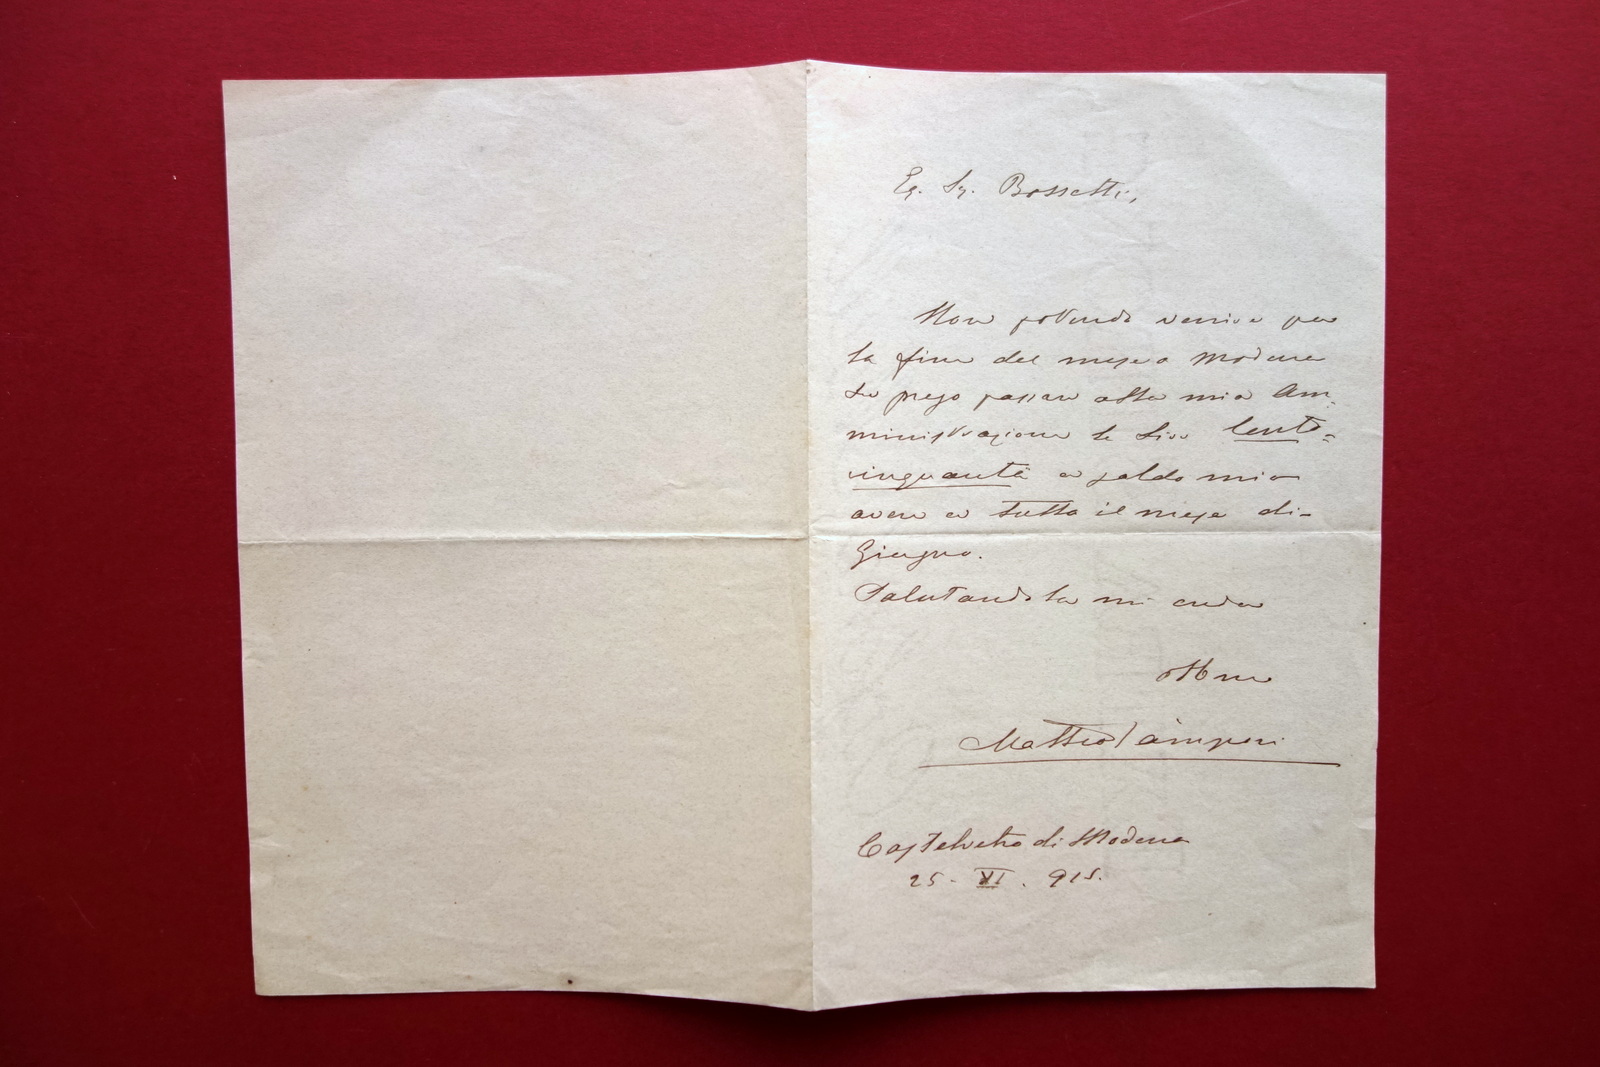 Eg. Sg. Bossetti,
Non potendo venire per
la fine del mese a Modena
La prego passare alla mia Am-
ministrazione le Lire Cento-
cinquanta a saldo mio
avere a tutto il mese di
Giugno.
Salutandola mi creda
Matteo
Castelvetro di Modena
25 - VI. 915.